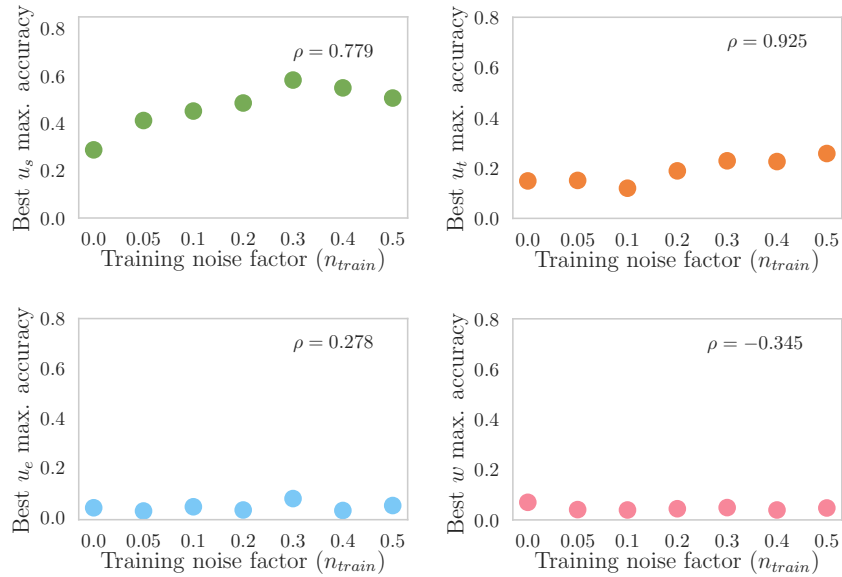 Best u_s max. accuracy
0.8
0.6
0.4
0.2
0.0
ρ = 0.779
0.0 0.05 0.1 0.2 0.3 0.4 0.5
Training noise factor (n_train)
Best u_t max. accuracy
0.8
0.6
0.4
0.2
0.0
ρ = 0.925
0.0 0.05 0.1 0.2 0.3 0.4 0.5
Training noise factor (n_train)
Best u_e max. accuracy
0.8
0.6
0.4
0.2
0.0
ρ = 0.278
0.0 0.05 0.1 0.2 0.3 0.4 0.5
Training noise factor (n_train)
Best w max. accuracy
0.8
0.6
0.4
0.2
0.0
ρ = −0.345
0.0 0.05 0.1 0.2 0.3 0.4 0.5
Training noise factor (n_train)